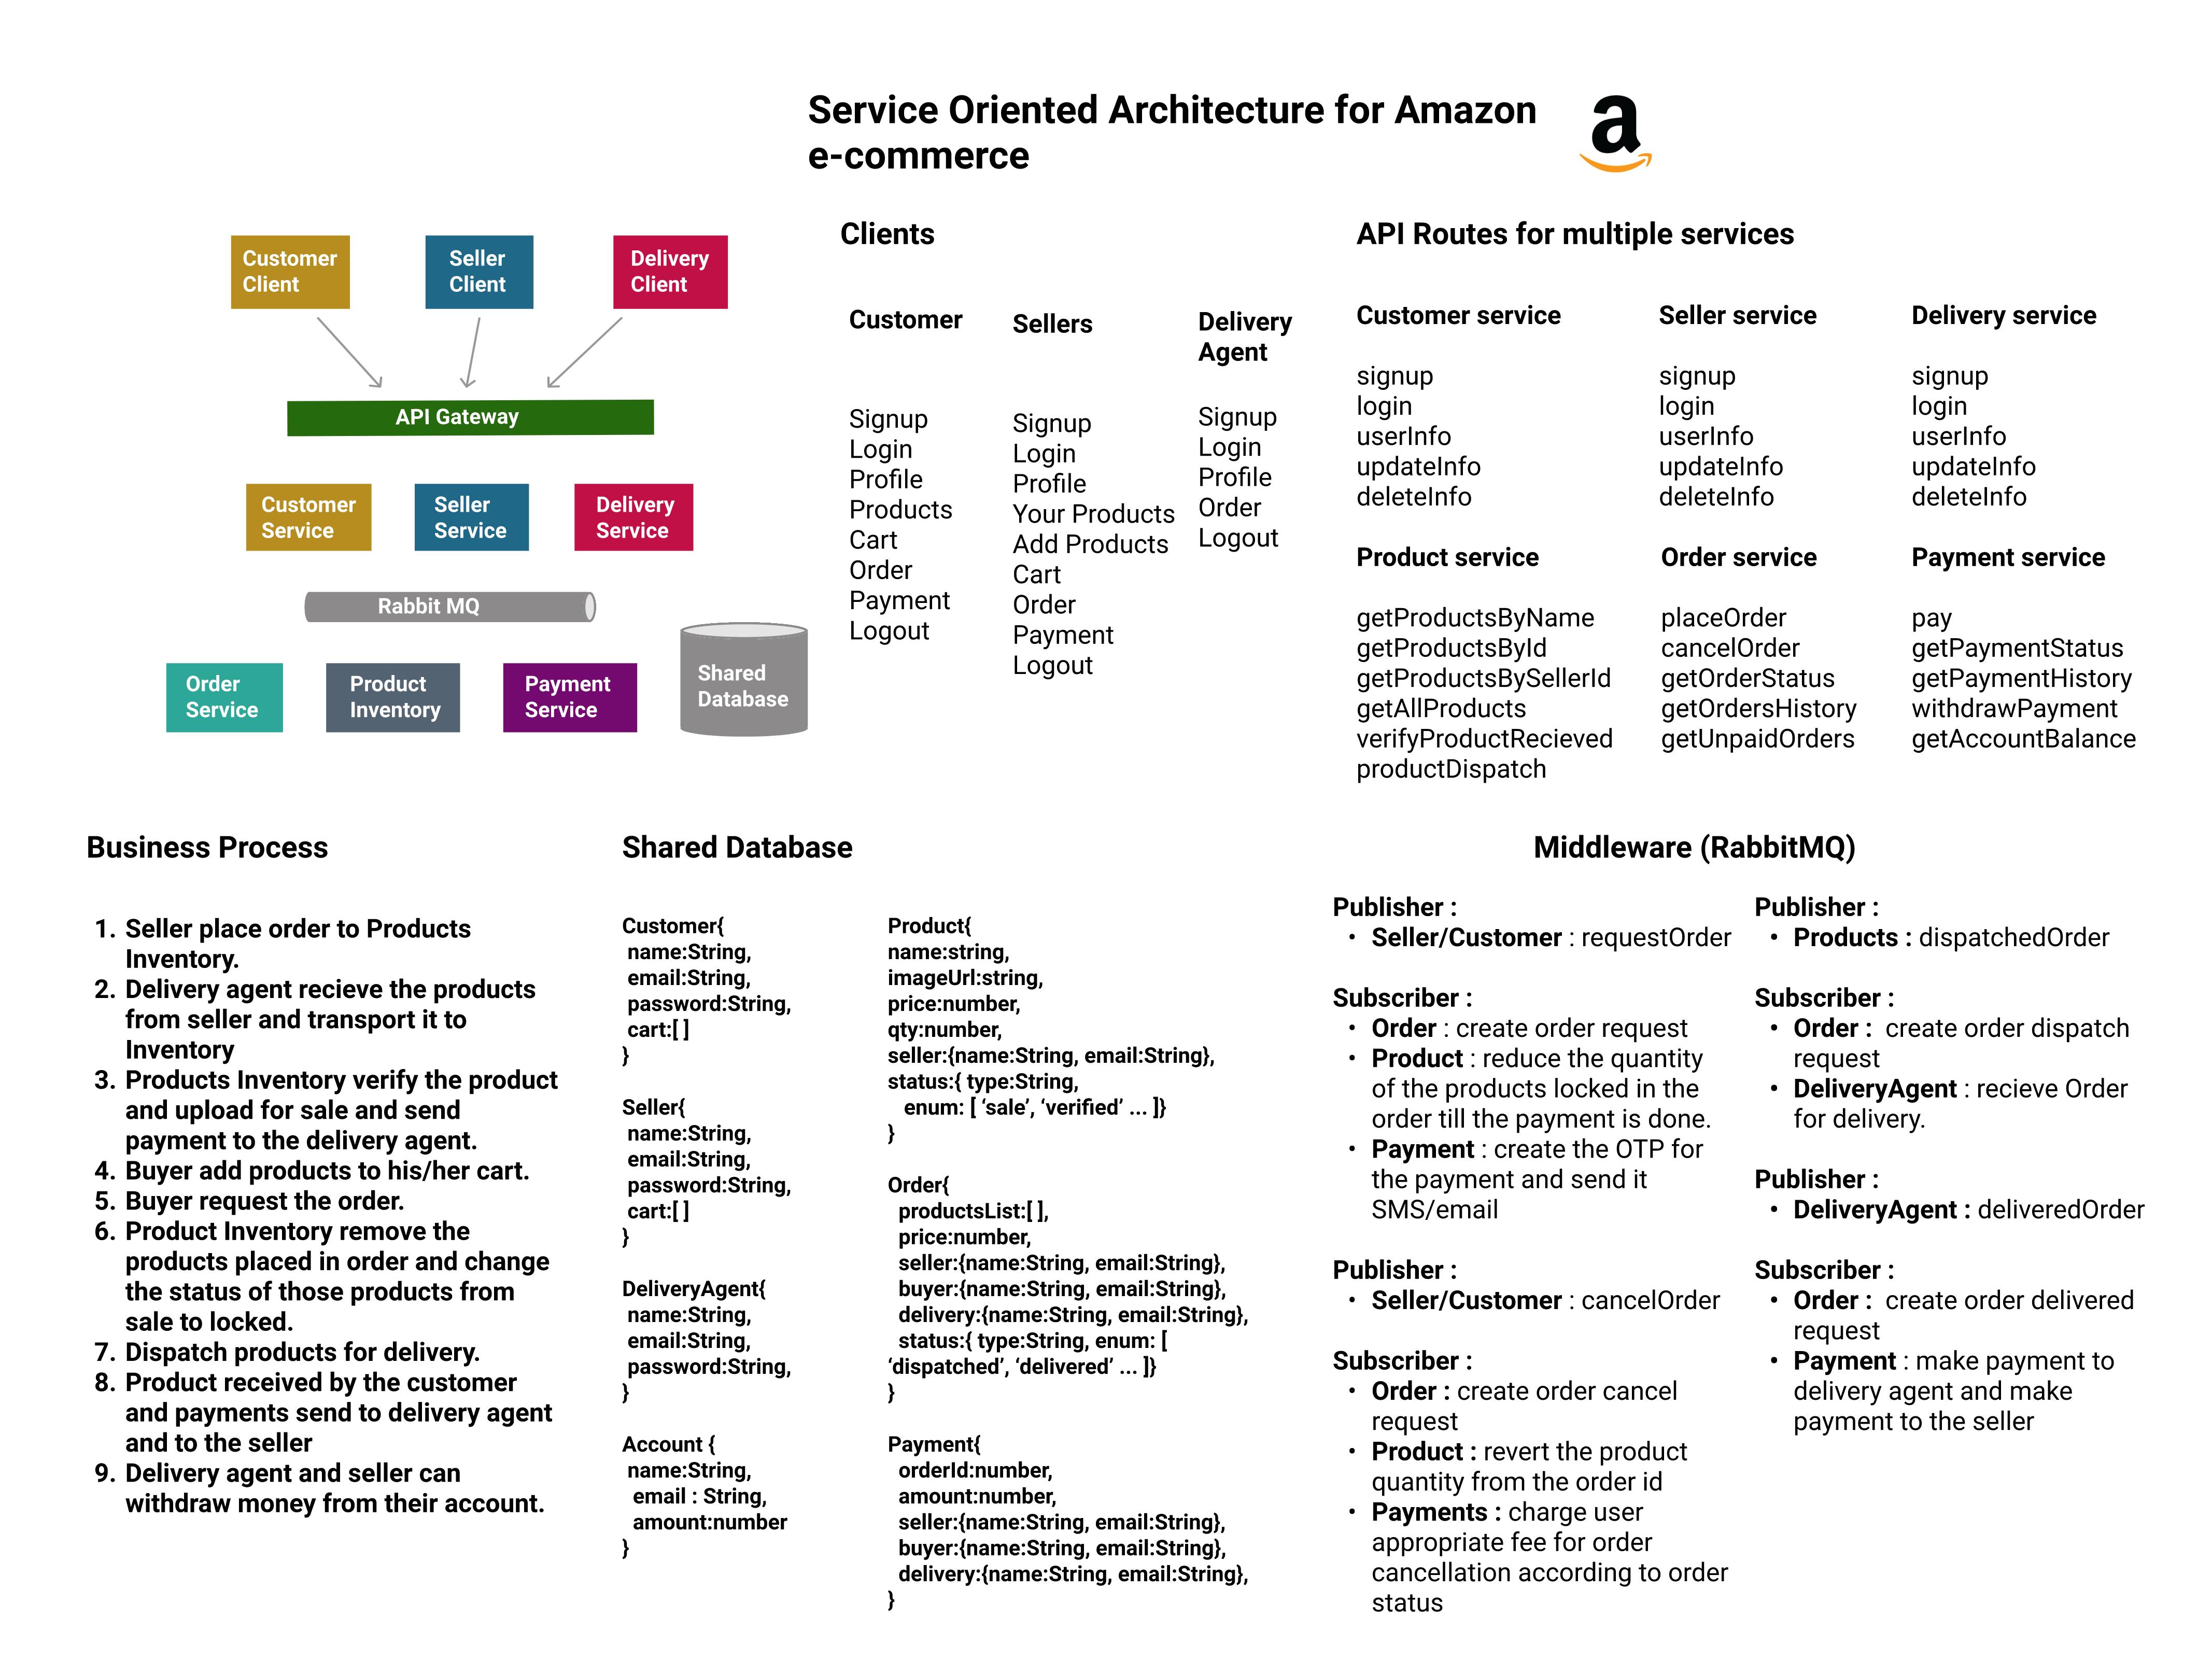 Service Oriented Architecture for Amazon
e-commerce
a
Customer
Client
Seller
Client
Delivery
Client
API Gateway
Customer
Service
Seller
Service
Delivery
Service
Rabbit MQ
Order
Service
Product
Inventory
Payment
Service
Shared
Database
Clients
Customer
Signup
Login
Profile
Products
Cart
Order
Payment
Logout
Sellers
Signup
Login
Profile
Your Products
Add Products
Cart
Order
Payment
Logout
Delivery
Agent
Signup
Login
Profile
Order
Logout
API Routes for multiple services
Customer service
signup
login
userInfo
updateInfo
deleteInfo
Seller service
signup
login
userInfo
updateInfo
deleteInfo
Delivery service
signup
login
userInfo
updateInfo
deleteInfo
Product service
getProductsByName
getProductsById
getProductsBySellerId
getAllProducts
verifyProductRecieved
productDispatch
Order service
placeOrder
cancelOrder
getOrderStatus
getOrdersHistory
getUnpaidOrders
Payment service
pay
getPaymentStatus
getPaymentHistory
withdrawPayment
getAccountBalance
Business Process
1. Seller place order to Products
Inventory.
2. Delivery agent recieve the products
from seller and transport it to
Inventory
3. Products Inventory verify the product
and upload for sale and send
payment to the delivery agent.
4. Buyer add products to his/her cart.
5. Buyer request the order.
6. Product Inventory remove the
products placed in order and change
the status of those products from
sale to locked.
7. Dispatch products for delivery.
8. Product received by the customer
and payments send to delivery agent
and to the seller
9. Delivery agent and seller can
withdraw money from their account.
Shared Database
Customer{
name:String,
email:String,
password:String,
cart:[ ]
}
Seller{
name:String,
email:String,
password:String,
cart:[ ]
}
DeliveryAgent{
name:String,
email:String,
password:String,
}
Account {
name:String,
email : String,
amount:number
}
Product{
name:string,
imageUrl:string,
price:number,
qty:number,
seller:{name:String, email:String},
status:{ type:String,
enum: [ ‘sale’, ‘verified’ ... ]}
}
Order{
productsList:[ ],
price:number,
seller:{name:String, email:String},
buyer:{name:String, email:String},
delivery:{name:String, email:String},
status:{ type:String, enum: [
‘dispatched’, ‘delivered’ ... ]}
}
Payment{
orderId:number,
amount:number,
seller:{name:String, email:String},
buyer:{name:String, email:String},
delivery:{name:String, email:String},
}
Middleware (RabbitMQ)
Publisher :
• Seller/Customer : requestOrder
Subscriber :
• Order : create order request
• Product : reduce the quantity
of the products locked in the
order till the payment is done.
• Payment : create the OTP for
the payment and send it
SMS/email
Publisher :
• Seller/Customer : cancelOrder
Subscriber :
• Order : create order cancel
request
• Product : revert the product
quantity from the order id
• Payments : charge user
appropriate fee for order
cancellation according to order
status
Publisher :
• Products : dispatchedOrder
Subscriber :
• Order : create order dispatch
request
• DeliveryAgent : recieve Order
for delivery.
Publisher :
• DeliveryAgent : deliveredOrder
Subscriber :
• Order : create order delivered
request
• Payment : make payment to
delivery agent and make
payment to the seller